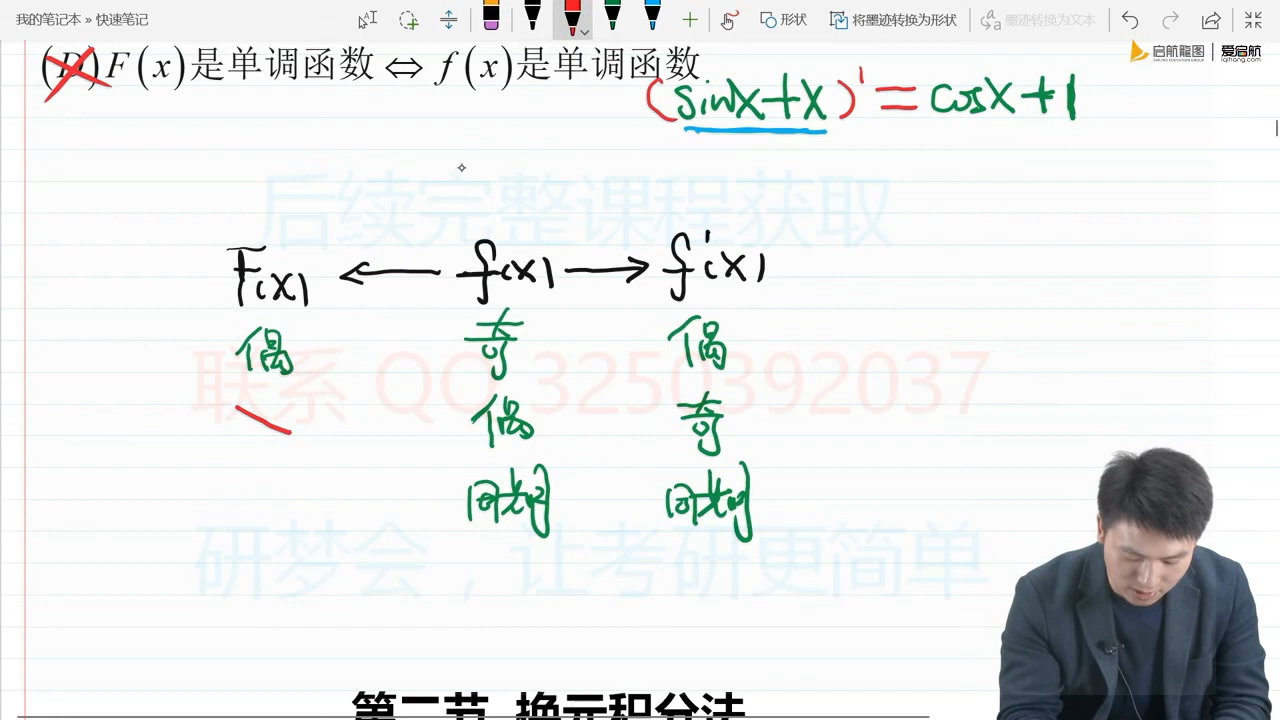 我的笔记本 » 快速笔记
形状 将墨迹转换为形状 墨迹转换为文本
启航龍图 | 爱启航
iqihang.com
(D) F(x)是单调函数⇔f(x)是单调函数
(sinx+x)' = cosx+1
后续完整课程获取
F(x) ← f(x) → f'(x)
偶 奇 偶
联系 QQ 3250392037
偶 奇
周期 周期
研梦会，让考研更简单
第二节 换元积分法